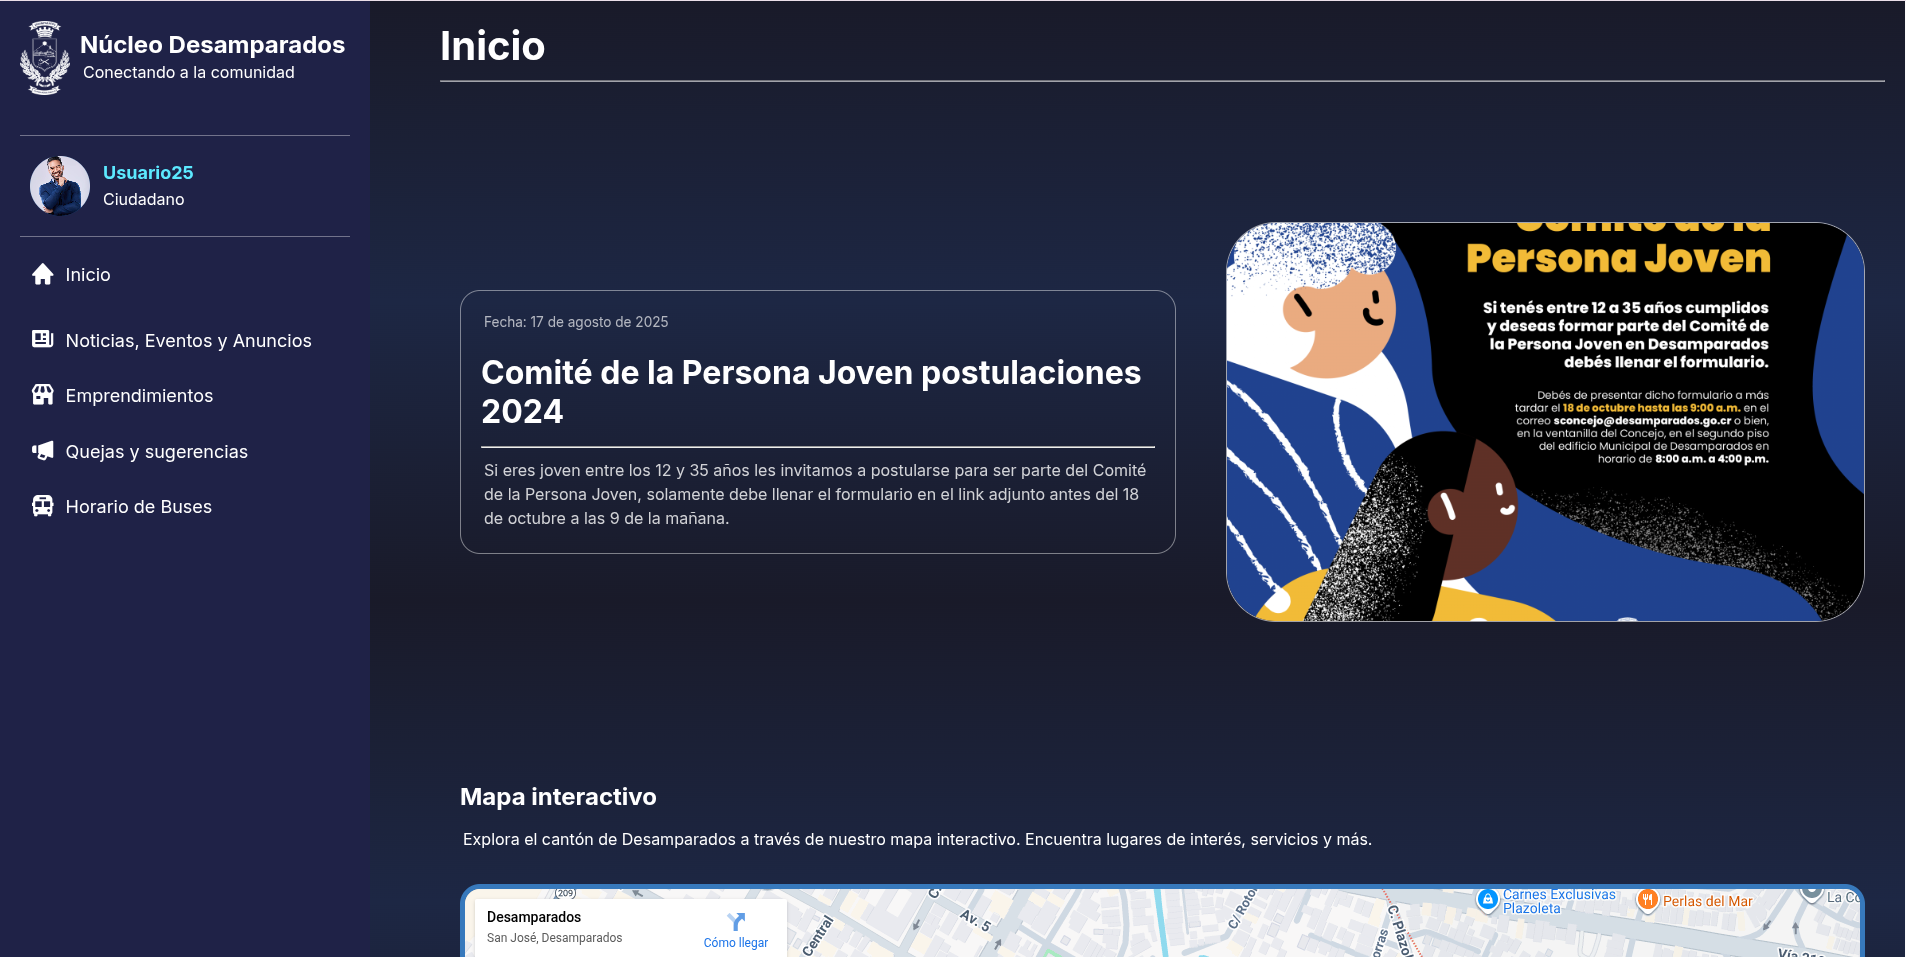 Núcleo Desamparados
Conectando a la comunidad
Usuario25
Ciudadano
Inicio
Noticias, Eventos y Anuncios
Emprendimientos
Quejas y sugerencias
Horario de Buses
Inicio
Fecha: 17 de agosto de 2025
Comité de la Persona Joven postulaciones
2024
Si eres joven entre los 12 y 35 años les invitamos a postularse para ser parte del Comité
de la Persona Joven, solamente debe llenar el formulario en el link adjunto antes del 18
de octubre a las 9 de la mañana.
Comité de la
Persona Joven
Si tenés entre 12 a 35 años cumplidos
y deseas formar parte del Comité de
la Persona Joven en Desamparados
debés llenar el formulario.
Debés de presentar dicho formulario a más
tardar el 18 de octubre hasta las 9:00 a.m. en el
correo sconcejo@desamparados.go.cr o bien,
en la ventanilla del Concejo, en el segundo piso
del edificio Municipal de Desamparados en
horario de 8:00 a.m. a 4:00 p.m.
Mapa interactivo
Explora el cantón de Desamparados a través de nuestro mapa interactivo. Encuentra lugares de interés, servicios y más.
Desamparados
San José, Desamparados
Cómo llegar
(209)
Central
Av. 5
C/ Roto
C. Plazol
orras
Carnes Exclusivas
Plazoleta
Perlas del Mar
La Co